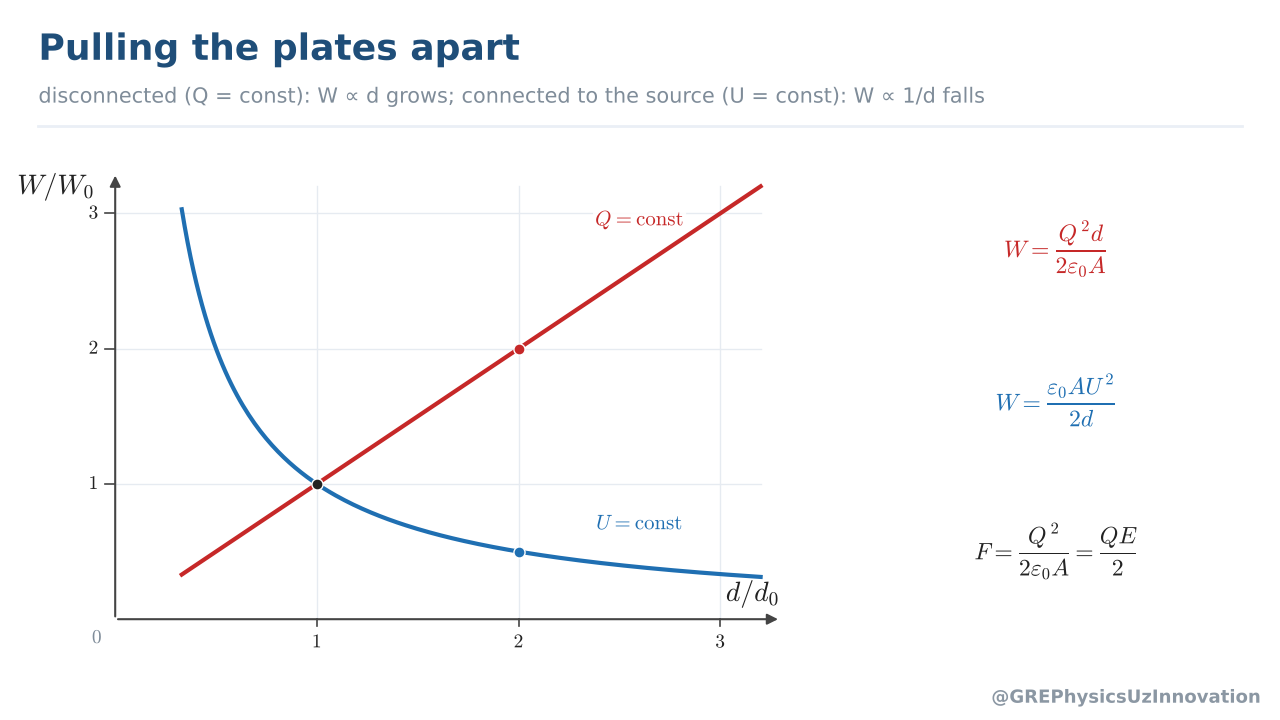 Pulling the plates apart
disconnected (Q = const): W ∝ d grows; connected to the source (U = const): W ∝ 1/d falls
W/W₀
3
2
1
0
1
2
3
d/d₀
Q = const
U = const
W = Q²d / 2ε₀A
W = ε₀AU² / 2d
F = Q² / 2ε₀A = QE / 2
@GREPhysicsUzInnovation